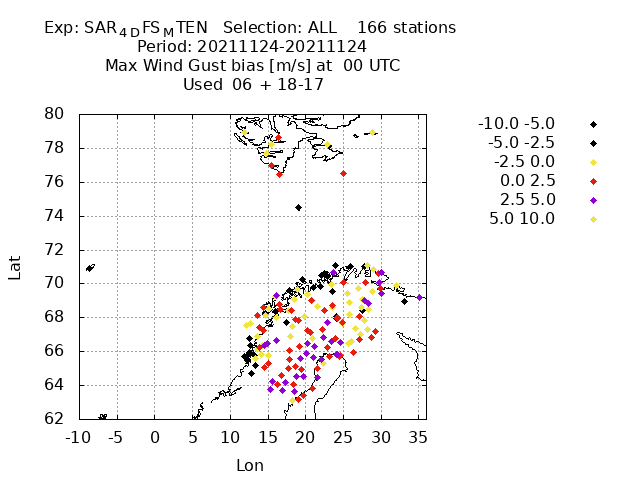 Exp: SAR4DFSMTEN Selection: ALL 166 stations
Period: 20211124-20211124
Max Wind Gust bias [m/s] at 00 UTC
Used 06 + 18-17
-10.0 -5.0
-5.0 -2.5
-2.5 0.0
0.0 2.5
2.5 5.0
5.0 10.0
80
78
76
74
72
70
68
66
64
62
Lat
-10 -5 0 5 10 15 20 25 30 35
Lon